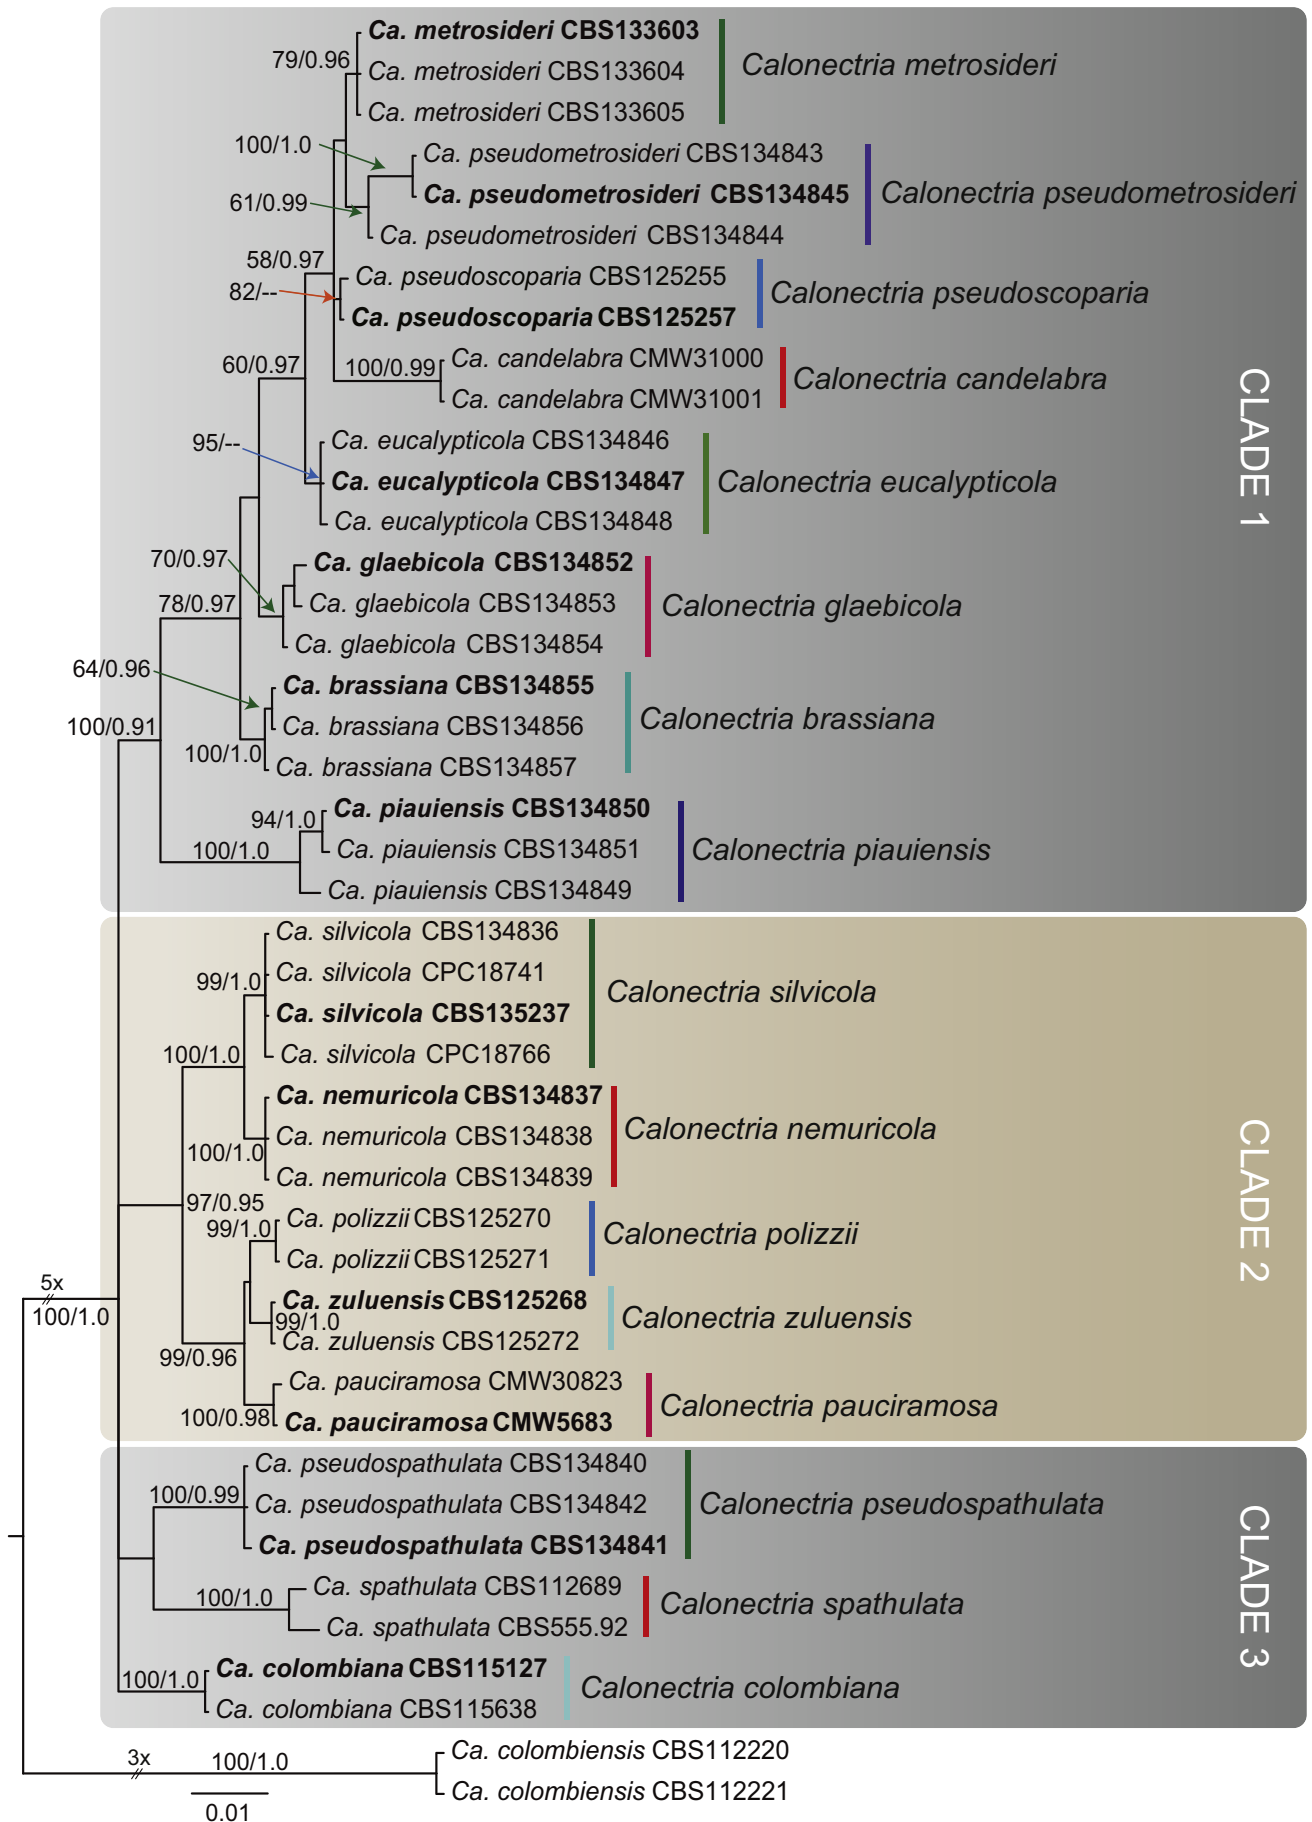 Ca. metrosideri CBS133603
79/0.96
Ca. metrosideri CBS133604
Calonectria metrosideri
Ca. metrosideri CBS133605
100/1.0
Ca. pseudometrosideri CBS134843
61/0.99
Ca. pseudometrosideri CBS134845
Calonectria pseudometrosideri
Ca. pseudometrosideri CBS134844
58/0.97
Ca. pseudoscoparia CBS125255
82/--
Calonectria pseudoscoparia
Ca. pseudoscoparia CBS125257
60/0.97
100/0.99
Ca. candelabra CMW31000
Calonectria candelabra
Ca. candelabra CMW31001
CLADE 1
95/--
Ca. eucalypticola CBS134846
Ca. eucalypticola CBS134847
Calonectria eucalypticola
Ca. eucalypticola CBS134848
70/0.97
Ca. glaebicola CBS134852
78/0.97
Ca. glaebicola CBS134853
Calonectria glaebicola
Ca. glaebicola CBS134854
64/0.96
Ca. brassiana CBS134855
100/0.91
Ca. brassiana CBS134856
Calonectria brassiana
100/1.0
Ca. brassiana CBS134857
Ca. piauiensis CBS134850
94/1.0
100/1.0
Ca. piauiensis CBS134851
Calonectria piauiensis
Ca. piauiensis CBS134849
Ca. silvicola CBS134836
99/1.0
Ca. silvicola CPC18741
Calonectria silvicola
Ca. silvicola CBS135237
100/1.0
Ca. silvicola CPC18766
Ca. nemuricola CBS134837
Ca. nemuricola CBS134838
Calonectria nemuricola
100/1.0
Ca. nemuricola CBS134839
CLADE 2
97/0.95
99/1.0
Ca. polizzii CBS125270
Calonectria polizzii
Ca. polizzii CBS125271
5x
100/1.0
Ca. zuluensis CBS125268
99/1.0
Calonectria zuluensis
Ca. zuluensis CBS125272
99/0.96
Ca. pauciramosa CMW30823
Calonectria pauciramosa
100/0.98
Ca. pauciramosa CMW5683
Ca. pseudospathulata CBS134840
100/0.99
Ca. pseudospathulata CBS134842
Calonectria pseudospathulata
Ca. pseudospathulata CBS134841
CLADE 3
100/1.0
Ca. spathulata CBS112689
Calonectria spathulata
Ca. spathulata CBS555.92
100/1.0
Ca. colombiana CBS115127
Calonectria colombiana
Ca. colombiana CBS115638
3x
100/1.0
Ca. colombiensis CBS112220
Ca. colombiensis CBS112221
0.01